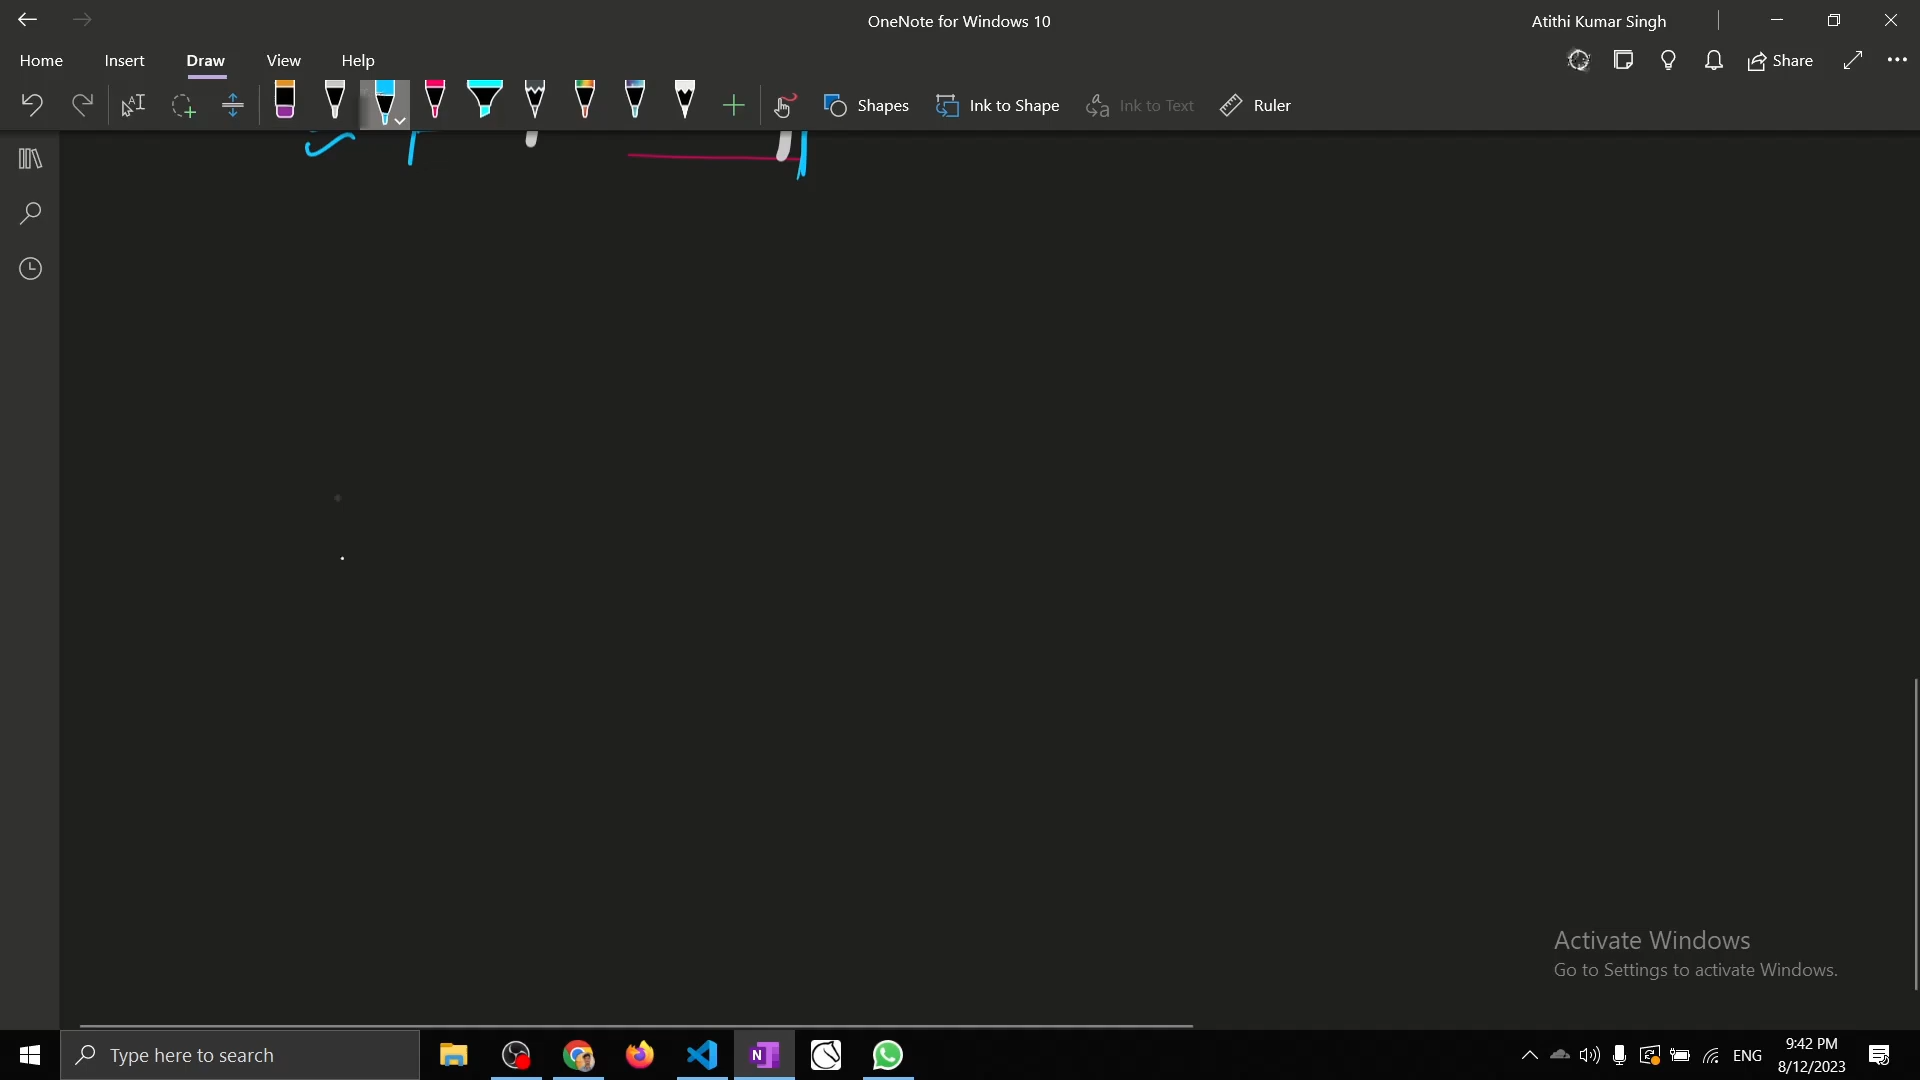 OneNote for Windows 10
Atithi Kumar Singh
Home Insert Draw View Help
Share
Shapes Ink to Shape Ink to Text Ruler
Activate Windows
Go to Settings to activate Windows.
Type here to search
ENG
9:42 PM
8/12/2023